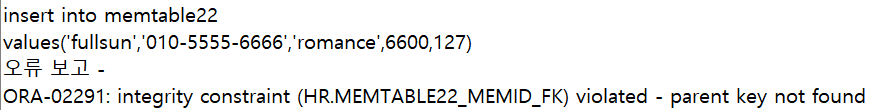 insert into memtable22
values('fullsun','010-5555-6666','romance',6600,127)
오류 보고 -
ORA-02291: integrity constraint (HR.MEMTABLE22_MEMID_FK) violated - parent key not found